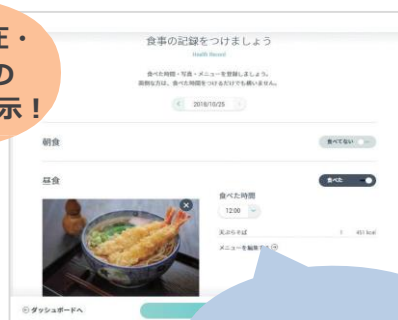 在・
の
示！
食事の記録をつけましょう
Health Record
食べた時間・写真・メニューを登録しましょう。
面倒な方は、食べた時間をつけるだけでも構いません。
2018/10/25
朝食
食べてない
昼食
食べた
食べた時間
12:00
天ぷらそば 1 451 kcal
メニューを編集する
ダッシュボードへ